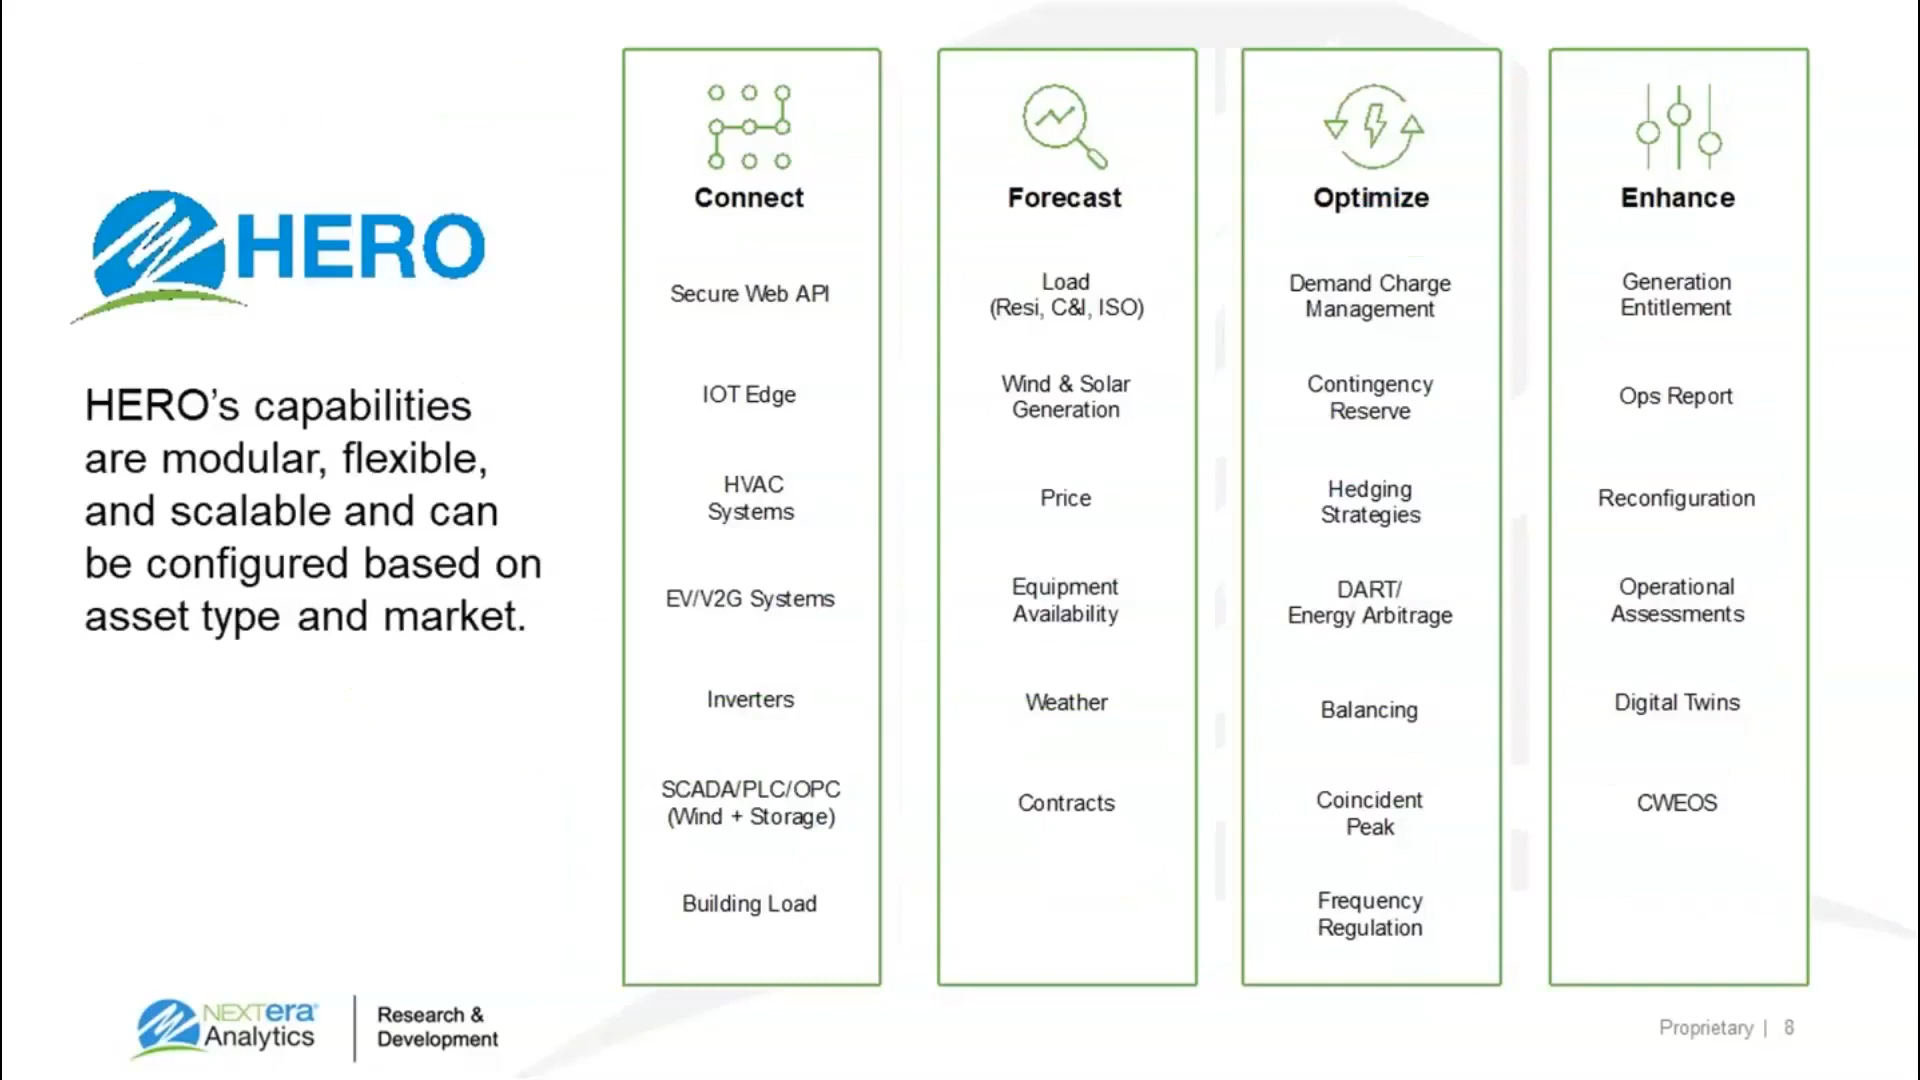 HERO
HERO’s capabilities
are modular, flexible,
and scalable and can
be configured based on
asset type and market.
Connect
Secure Web API
IOT Edge
HVAC
Systems
EV/V2G Systems
Inverters
SCADA/PLC/OPC
(Wind + Storage)
Building Load
Forecast
Load
(Resi, C&I, ISO)
Wind & Solar
Generation
Price
Equipment
Availability
Weather
Contracts
Optimize
Demand Charge
Management
Contingency
Reserve
Hedging
Strategies
DART/
Energy Arbitrage
Balancing
Coincident
Peak
Frequency
Regulation
Enhance
Generation
Entitlement
Ops Report
Reconfiguration
Operational
Assessments
Digital Twins
CWEOS
NEXTera®
Analytics
Research &
Development
Proprietary | 8